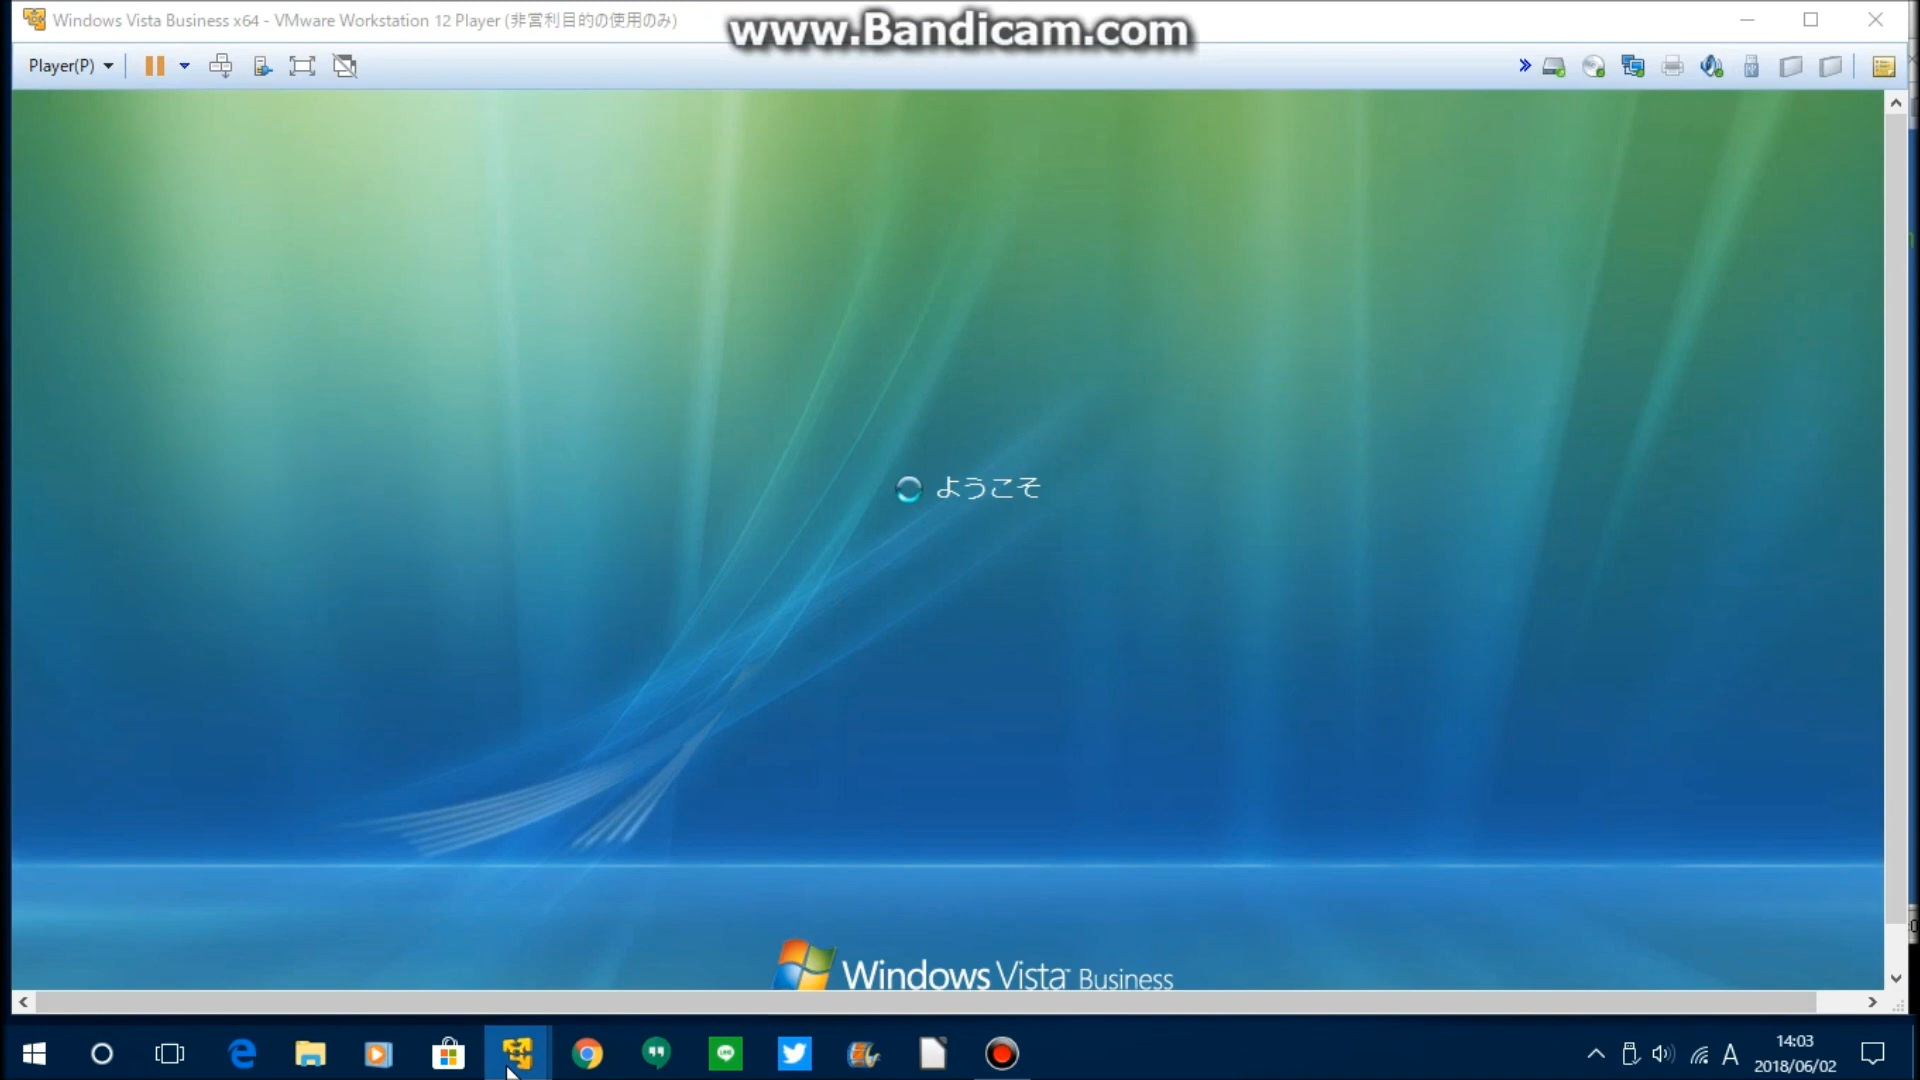 Windows Vista Business x64 - VMware Workstation 12 Player (非営利目的の使用のみ)
www.Bandicam.com
Player(P)
ようこそ
Windows Vista™ Business
A
14:03
2018/06/02